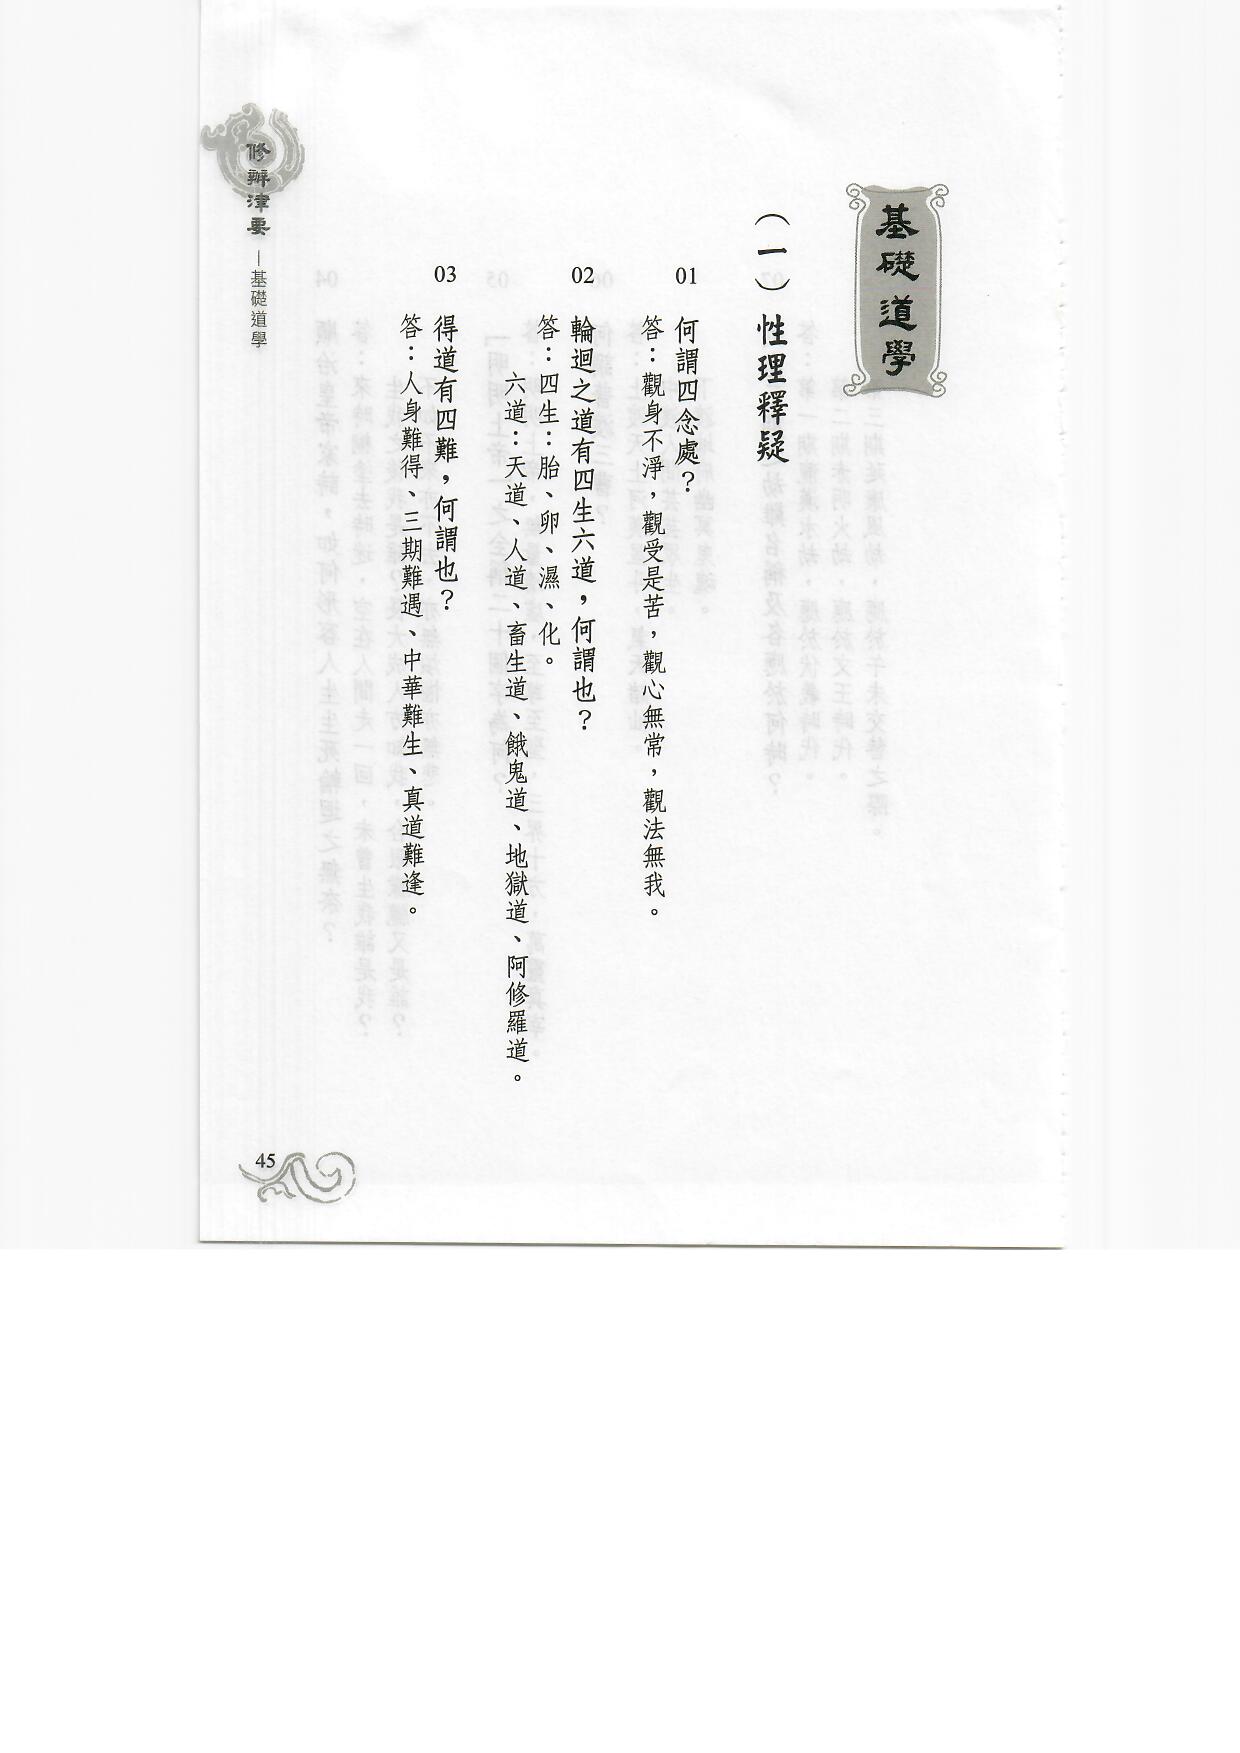 基礎道學
（一）性理釋疑
01 何謂四念處？
答：觀身不淨，觀受是苦，觀心無常，觀法無我。
02 輪迴之道有四生六道，何謂也？
答：四生：胎、卵、濕、化。
六道：天道、人道、畜生道、餓鬼道、地獄道、阿修羅道。
03 得道有四難，何謂也？
答：人身難得、三期難遇、中華難生、真道難逢。
修辦津要－基礎道學
45